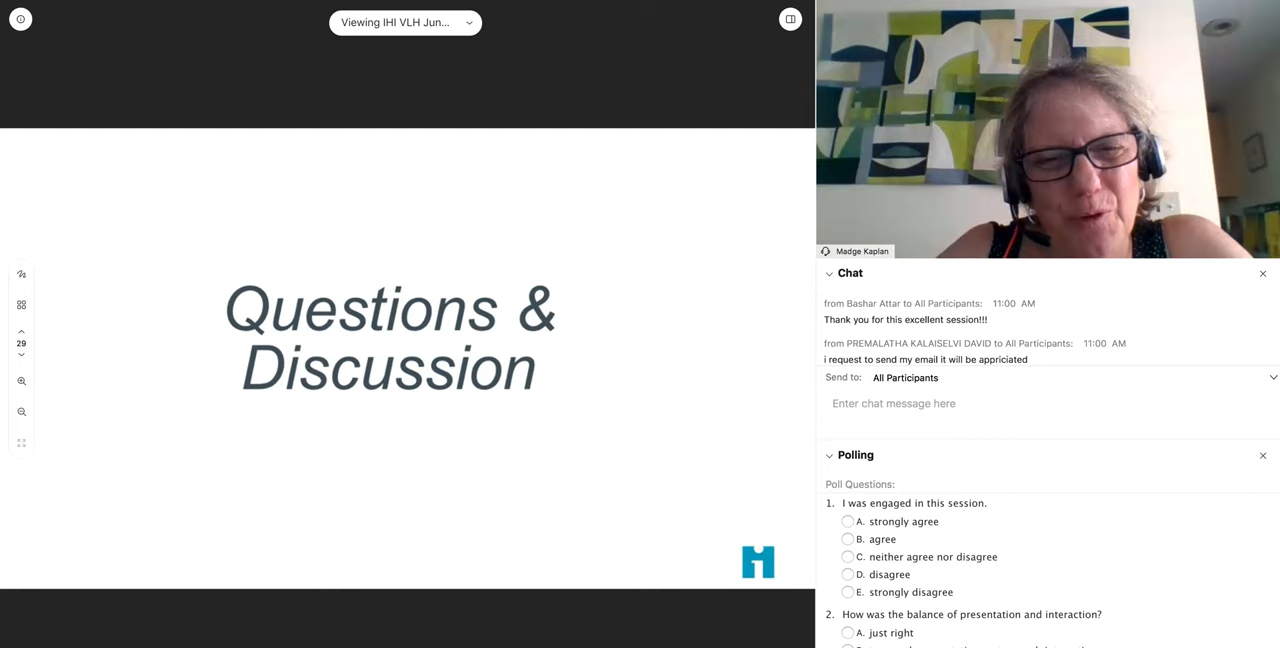 Viewing IHI VLH Jun...
29
Questions &
Discussion
Madge Kaplan
Chat
from Bashar Attar to All Participants: 11:00 AM
Thank you for this excellent session!!!
from PREMALATHA KALAISELVI DAVID to All Participants: 11:00 AM
i request to send my email it will be appriciated
Send to: All Participants
Enter chat message here
Polling
Poll Questions:
1. I was engaged in this session.
A. strongly agree
B. agree
C. neither agree nor disagree
D. disagree
E. strongly disagree
2. How was the balance of presentation and interaction?
A. just right